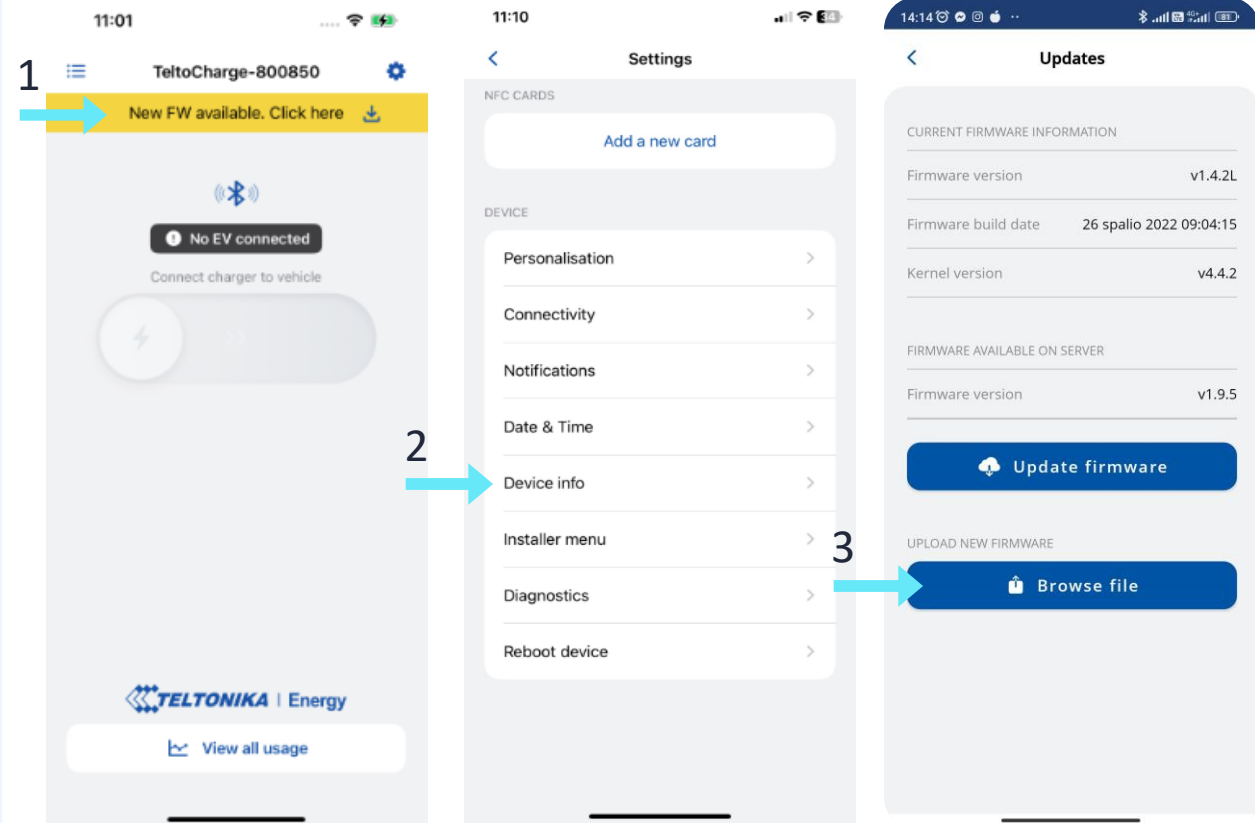 11:01
1
TeltoCharge-800850
New FW available. Click here
No EV connected
Connect charger to vehicle
TELTONIKA | Energy
View all usage
11:10
34
Settings
NFC CARDS
Add a new card
DEVICE
Personalisation
Connectivity
Notifications
Date & Time
2
Device info
Installer menu
Diagnostics
Reboot device
14:14
4G+
81
Updates
CURRENT FIRMWARE INFORMATION
Firmware version v1.4.2L
Firmware build date 26 spalio 2022 09:04:15
Kernel version v4.4.2
FIRMWARE AVAILABLE ON SERVER
Firmware version v1.9.5
Update firmware
UPLOAD NEW FIRMWARE
3
Browse file